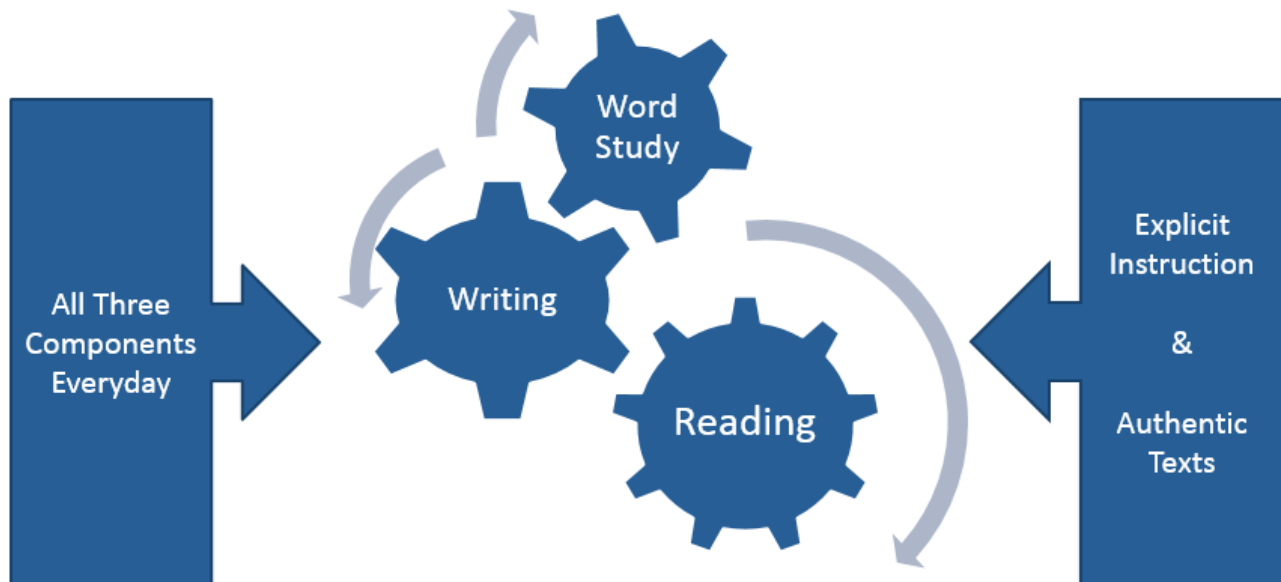 All Three
Components
Everyday
Word
Study
Writing
Reading
Explicit
Instruction
&
Authentic
Texts